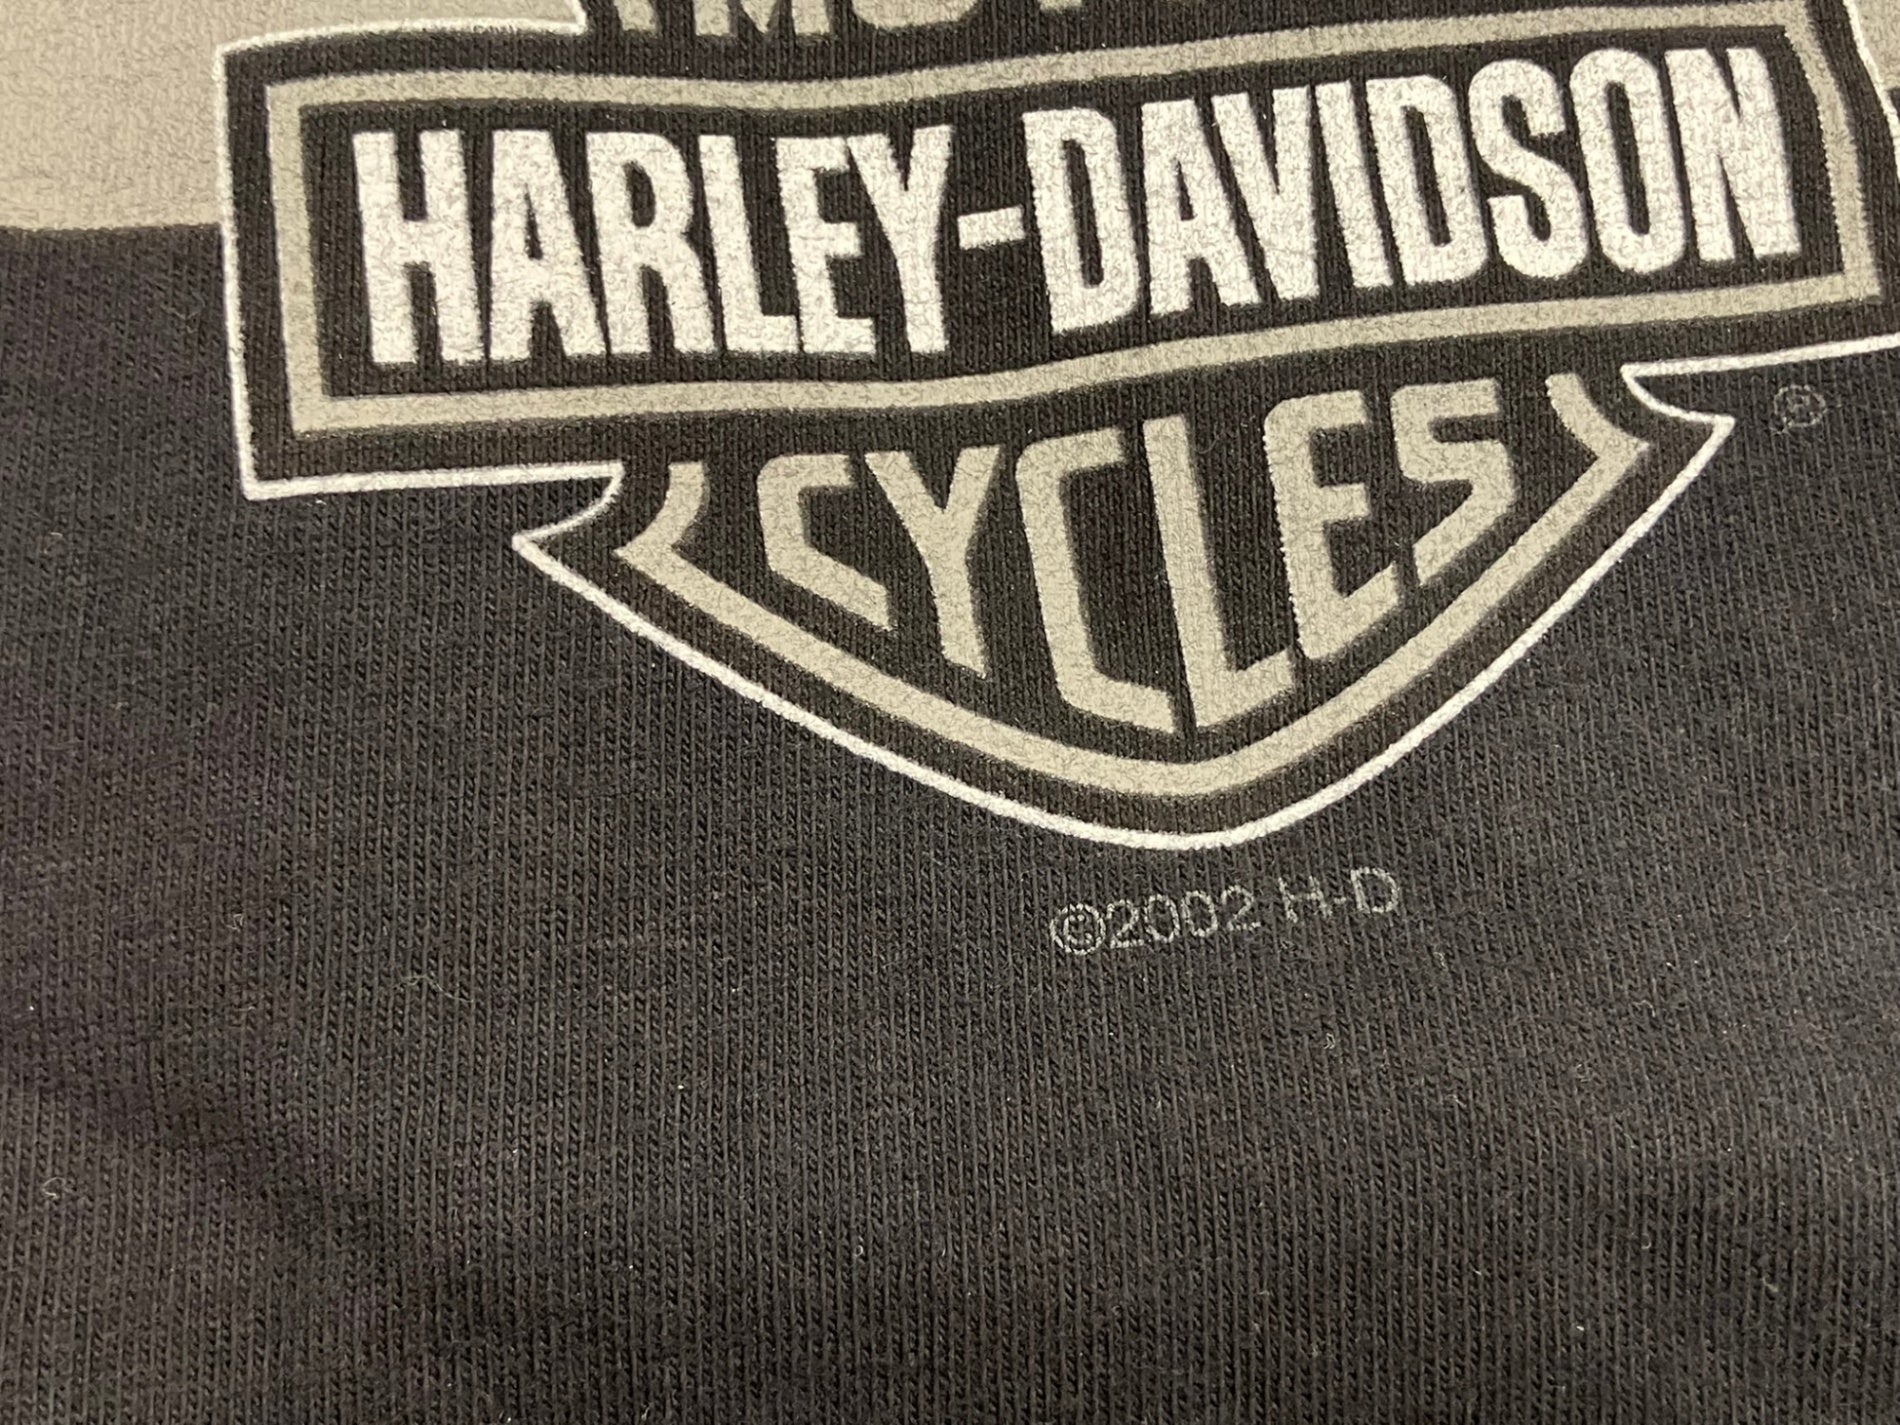 HARLEY-DAVIDSON
®
CYCLES
©2002 H-D